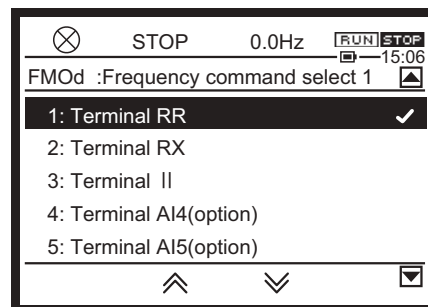 STOP 0.0Hz RUN STOP
15:06
FMOd :Frequency command select 1
1: Terminal RR
2: Terminal RX
3: Terminal II
4: Terminal AI4(option)
5: Terminal AI5(option)